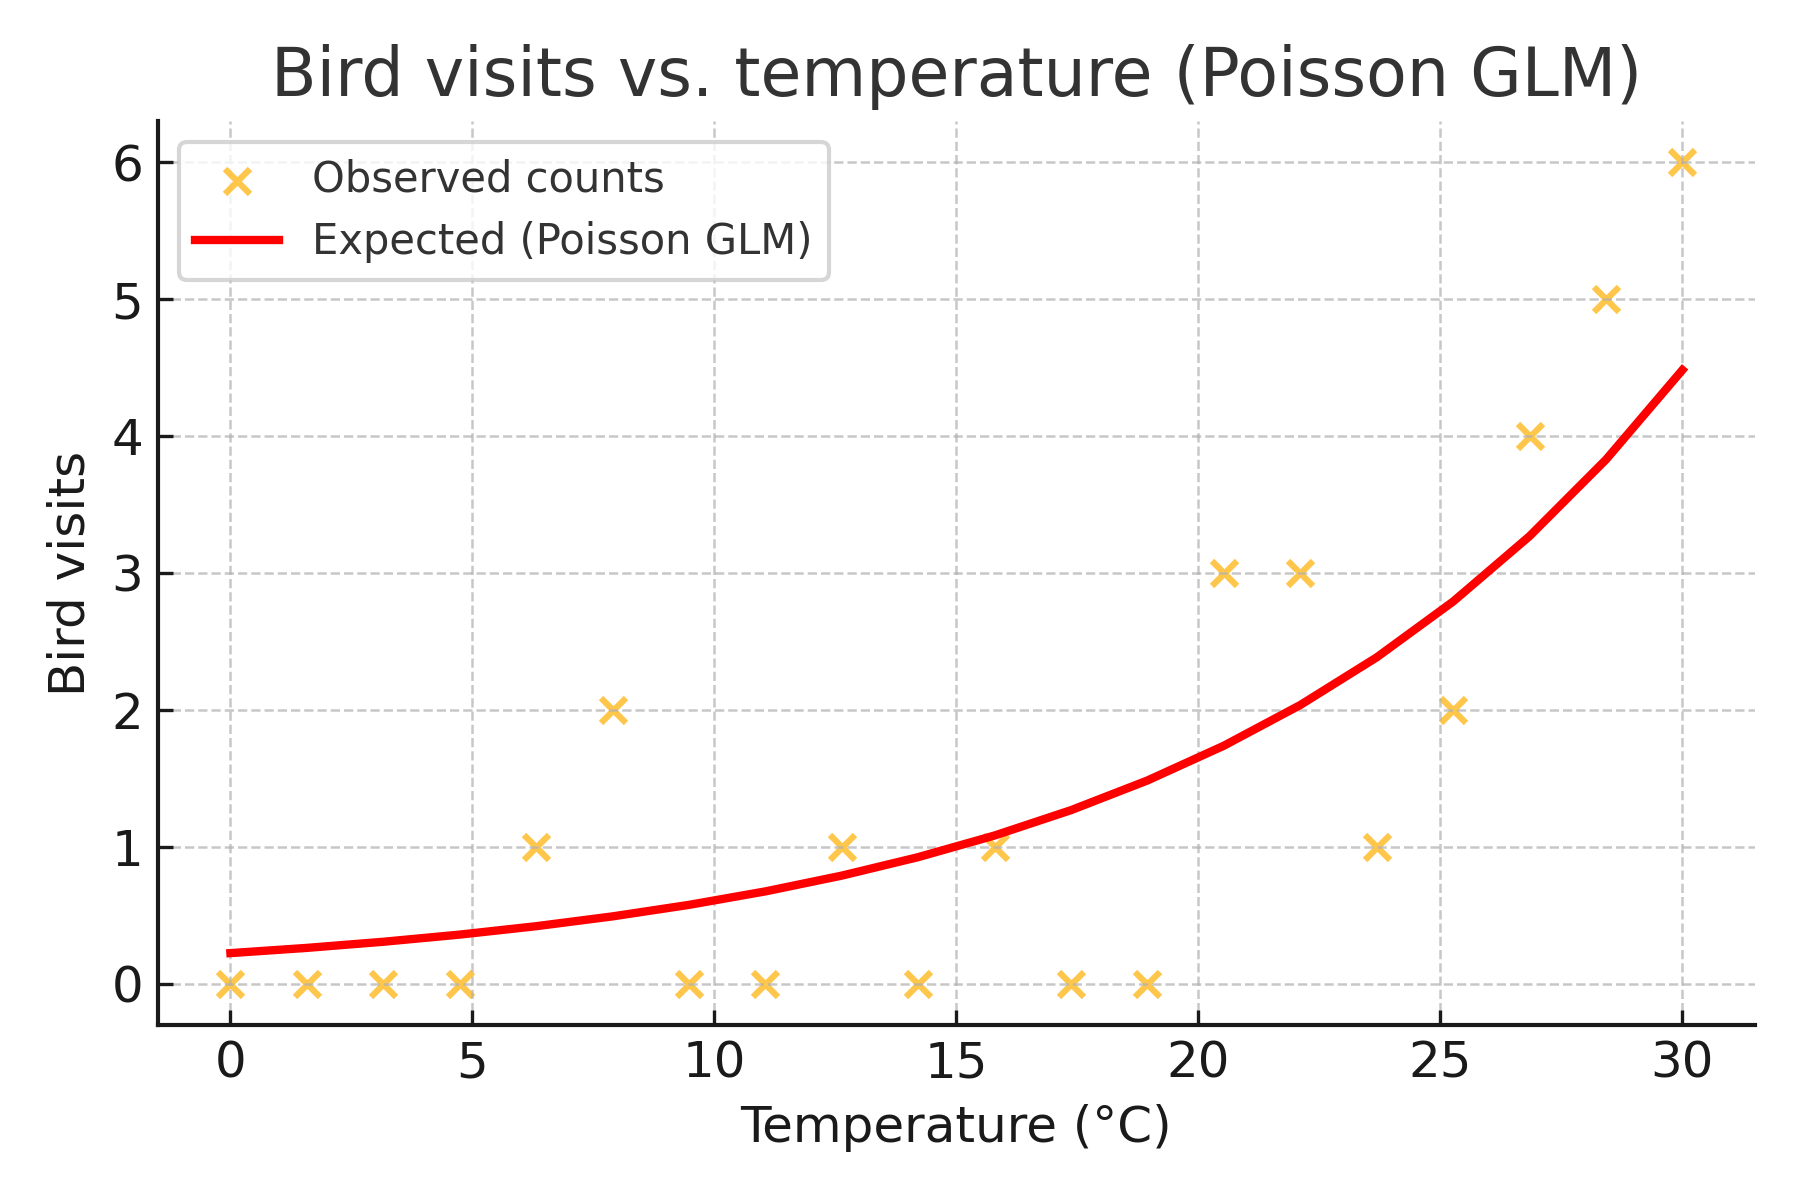 Bird visits vs. temperature (Poisson GLM)
Observed counts
Expected (Poisson GLM)
6
5
4
3
2
1
0
Bird visits
0 5 10 15 20 25 30
Temperature (°C)